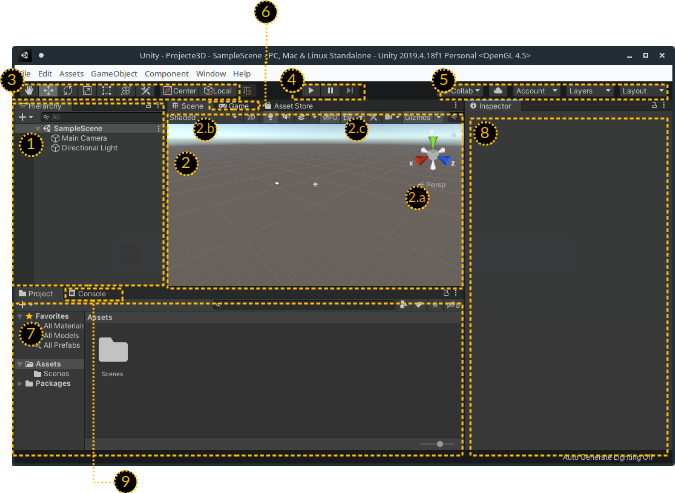 6
Unity - Projecte3D - SampleScene - PC, Mac & Linux Standalone - Unity 2019.4.18f1 Personal <OpenGL 4.5>
File Edit Assets GameObject Component Window Help
3 4 5
Center Local Collab Account Layers Layout
Hierarchy Scene Game Asset Store Inspector
All Shaded 2.b 2.c Gizmos 8
SampleScene
1 Main Camera 2
Directional Light
x z
Persp
2.a
Project Console
Favorites Assets
7 All Materials
All Models
All Prefabs
Assets
Scenes Scenes
Packages
Auto Generate Lighting Off
9